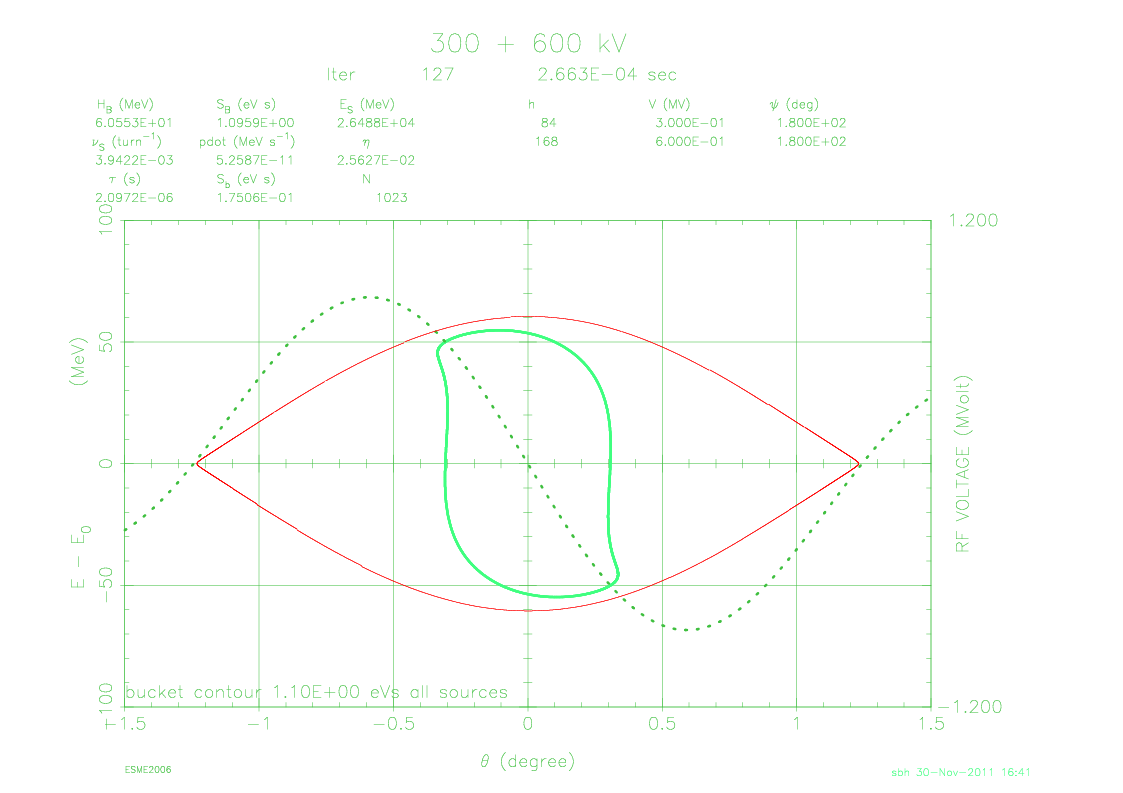 300 + 600 kV
Iter 127 2.663E−04 sec
H_B (MeV) S_B (eV s) E_S (MeV) h V (MV) ψ (deg)
6.0553E+01 1.0959E+00 2.6488E+04 84 3.000E−01 1.800E+02
ν_S (turn⁻¹) pdot (MeV s⁻¹) η 168 6.000E−01 1.800E+02
3.9422E−03 5.2587E−11 2.5627E−02
τ (s) S_b (eV s) N
2.0972E−06 1.7506E−01 1023
100 1.200
50
0
−50
−100 −1.200
E − E_0 (MeV)
RF VOLTAGE (MVolt)
bucket contour 1.10E+00 eVs all sources
−1.5 −1 −0.5 0 0.5 1 1.5
θ (degree)
ESME2006 sbh 30−Nov−2011 16:41